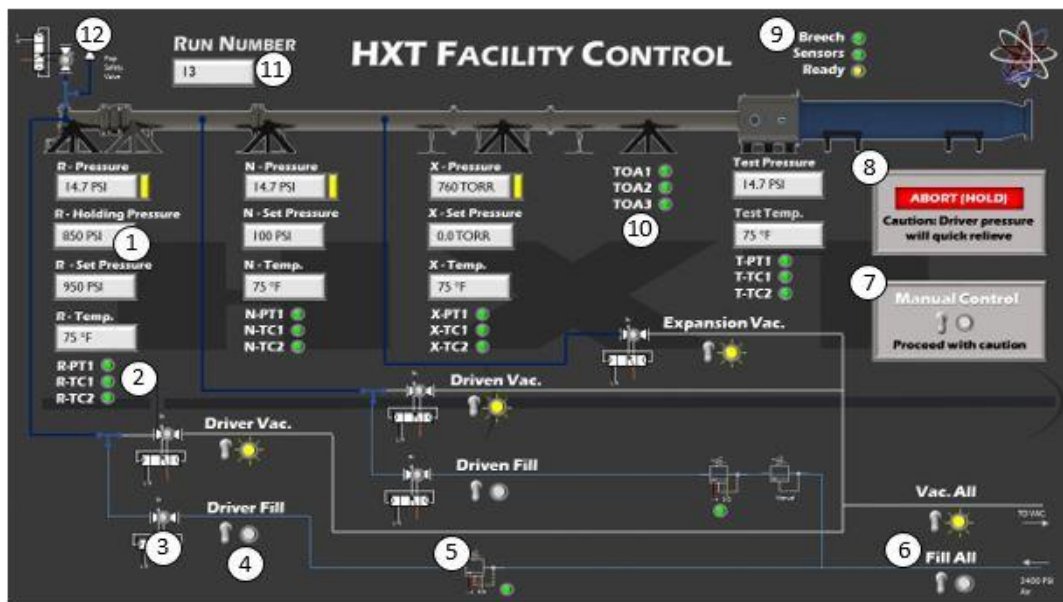 12
RUN NUMBER
13
11
HXT FACILITY CONTROL
9
Breech
Sensors
Ready
R - Pressure
14.7 PSI
R - Holding Pressure
850 PSI
1
R - Set Pressure
950 PSI
R - Temp.
75 °F
R-PT1
R-TC1
R-TC2
2
N - Pressure
14.7 PSI
N - Set Pressure
100 PSI
N - Temp.
75 °F
N-PT1
N-TC1
N-TC2
X - Pressure
760 TORR
X - Set Pressure
0.0 TORR
X - Temp.
75 °F
X-PT1
X-TC1
X-TC2
TOA1
TOA2
TOA3
10
Test Pressure
14.7 PSI
Test Temp.
75 °F
T-PT1
T-TC1
T-TC2
8
ABORT (HOLD)
Caution: Driver pressure
will quick relieve
7
Manual Control
Proceed with caution
Expansion Vac.
Driven Vac.
Driver Vac.
Driven Fill
Driver Fill
3
4
5
Vac. All
TO VAC.
6
Fill All
2400 PSI
Air